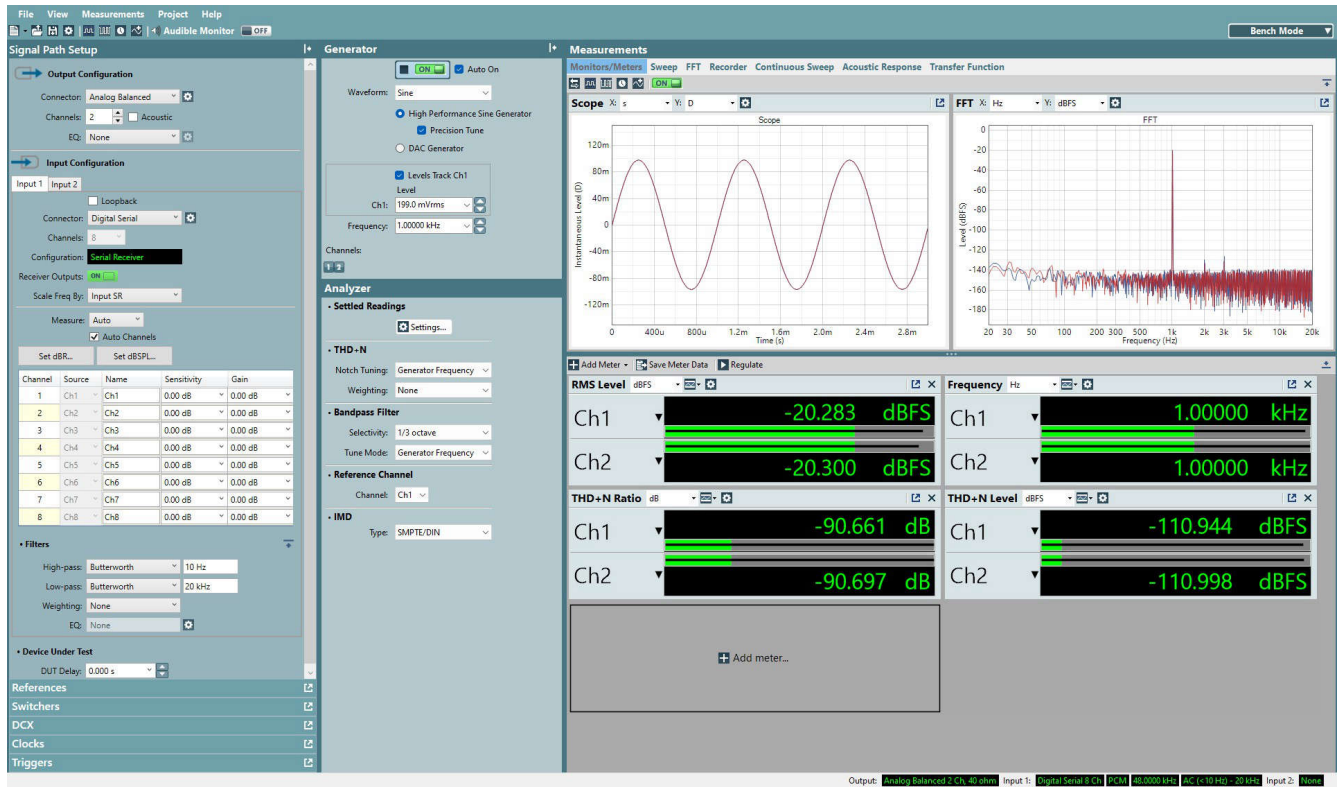 File View Measurements Project Help
Audible Monitor OFF
Bench Mode
Signal Path Setup
Output Configuration
Connector: Analog Balanced
Channels: 2 Acoustic
EQ: None
Input Configuration
Input 1 Input 2
Loopback
Connector: Digital Serial
Channels: 8
Configuration: Serial Receiver
Receiver Outputs: ON
Scale Freq By: Input SR
Measure: Auto
Auto Channels
Set dBR... Set dBSPL...
Channel Source Name Sensitivity Gain
1 Ch1 Ch1 0.00 dB 0.00 dB
2 Ch2 Ch2 0.00 dB 0.00 dB
3 Ch3 Ch3 0.00 dB 0.00 dB
4 Ch4 Ch4 0.00 dB 0.00 dB
5 Ch5 Ch5 0.00 dB 0.00 dB
6 Ch6 Ch6 0.00 dB 0.00 dB
7 Ch7 Ch7 0.00 dB 0.00 dB
8 Ch8 Ch8 0.00 dB 0.00 dB
• Filters
High-pass: Butterworth 10 Hz
Low-pass: Butterworth 20 kHz
Weighting: None
EQ: None
• Device Under Test
DUT Delay: 0.000 s
References
Switchers
DCX
Clocks
Triggers
Generator
ON Auto On
Waveform: Sine
High Performance Sine Generator
Precision Tune
DAC Generator
Levels Track Ch1
Level
Ch1: 199.0 mVrms
Frequency: 1.00000 kHz
Channels:
1 2
Analyzer
• Settled Readings
Settings...
• THD+N
Notch Tuning: Generator Frequency
Weighting: None
• Bandpass Filter
Selectivity: 1/3 octave
Tune Mode: Generator Frequency
• Reference Channel
Channel: Ch1
• IMD
Type: SMPTE/DIN
Measurements
Monitors/Meters Sweep FFT Recorder Continuous Sweep Acoustic Response Transfer Function
ON
Scope X: s Y: D
Scope
Instantaneous Level (D)
120m
80m
40m
0
-40m
-80m
-120m
0 400u 800u 1.2m 1.6m 2.0m 2.4m 2.8m
Time (s)
FFT X: Hz Y: dBFS
FFT
Level (dBFS)
0
-20
-40
-60
-80
-100
-120
-140
-160
-180
20 30 50 100 200 300 500 1k 2k 3k 5k 10k 20k
Frequency (Hz)
Add Meter Save Meter Data Regulate
RMS Level dBFS
Ch1 -20.283 dBFS
Ch2 -20.300 dBFS
Frequency Hz
Ch1 1.00000 kHz
Ch2 1.00000 kHz
THD+N Ratio dB
Ch1 -90.661 dB
Ch2 -90.697 dB
THD+N Level dBFS
Ch1 -110.944 dBFS
Ch2 -110.998 dBFS
Add meter...
Output: Analog Balanced 2 Ch, 40 ohm Input 1: Digital Serial 8 Ch PCM 48.0000 kHz AC (<10 Hz) - 20 kHz Input 2: None